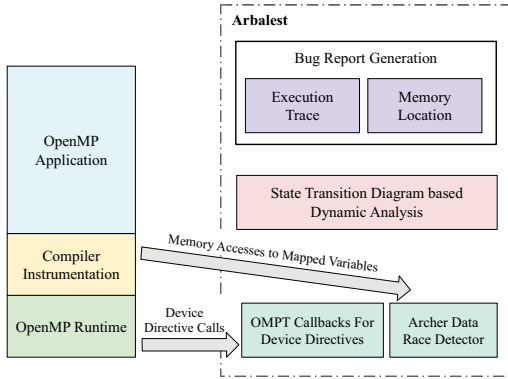 Arbalest
Bug Report Generation
Execution
Trace
Memory
Location
OpenMP
Application
State Transition Diagram based
Dynamic Analysis
Compiler
Instrumentation
Memory Accesses to Mapped Variables
OpenMP Runtime
Device
Directive Calls
OMPT Callbacks For
Device Directives
Archer Data
Race Detector